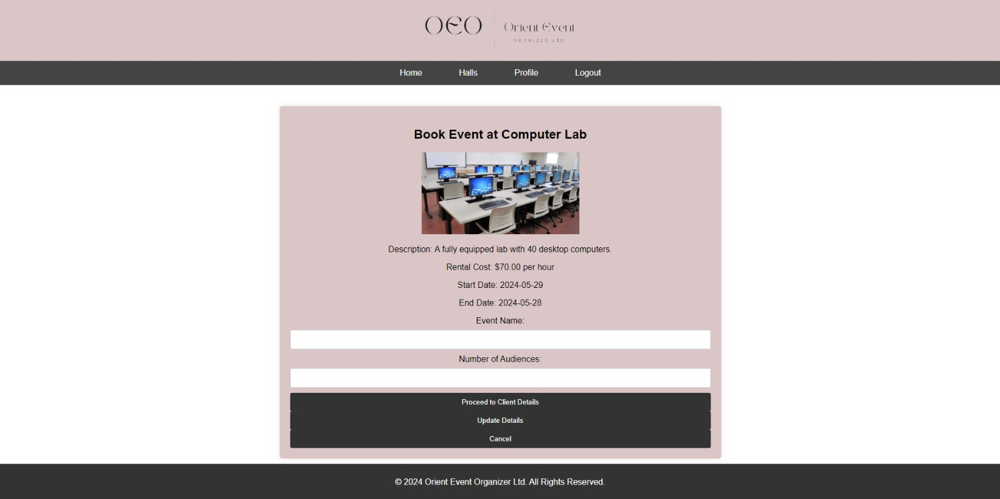 OEO
Orient Event
ORGNIZER LTD
Home Halls Profile Logout
Book Event at Computer Lab
Description: A fully equipped lab with 40 desktop computers.
Rental Cost: $70.00 per hour
Start Date: 2024-05-29
End Date: 2024-05-28
Event Name:
Number of Audiences:
Proceed to Client Details
Update Details
Cancel
© 2024 Orient Event Organizer Ltd. All Rights Reserved.